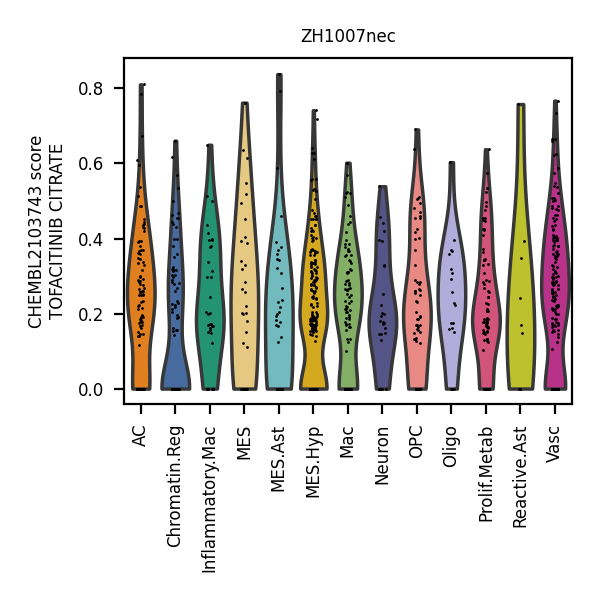 ZH1007nec
CHEMBL2103743 score
TOFACITINIB CITRATE
0.8
0.6
0.4
0.2
0.0
AC
Chromatin.Reg
Inflammatory.Mac
MES
MES.Ast
MES.Hyp
Mac
Neuron
OPC
Oligo
Prolif.Metab
Reactive.Ast
Vasc